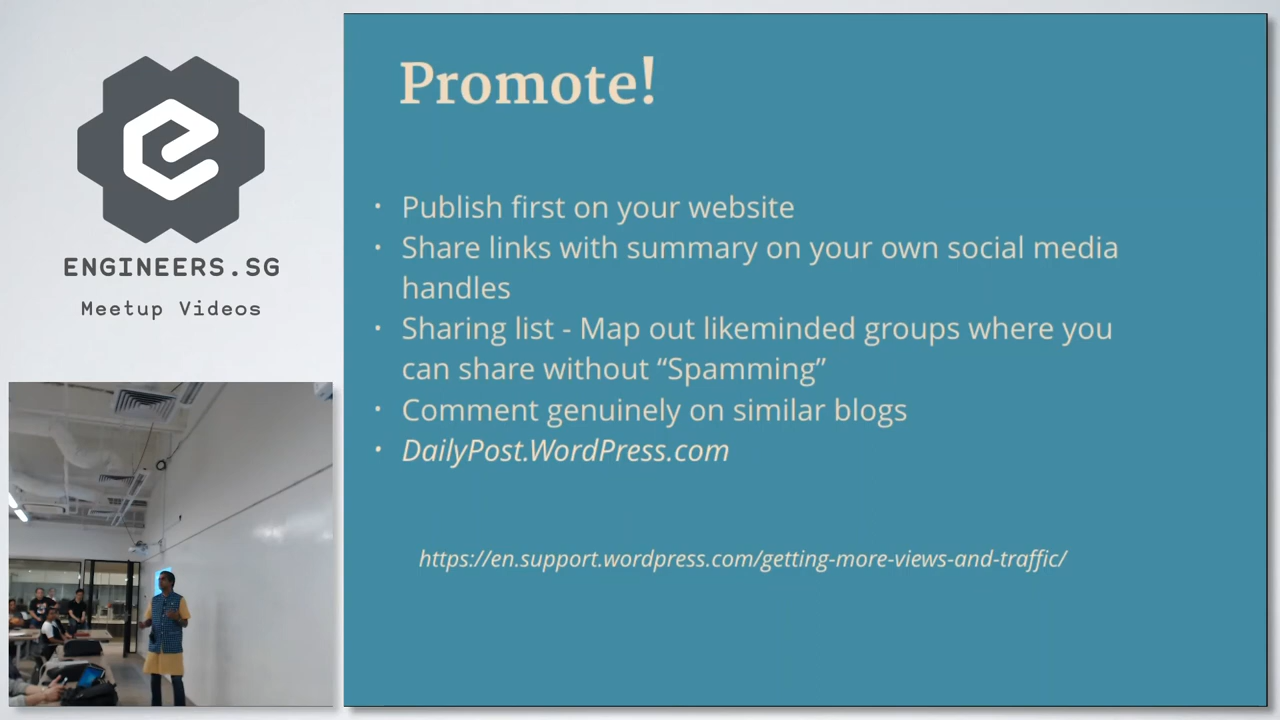 ENGINEERS.SG
Meetup Videos
Promote!
• Publish first on your website
• Share links with summary on your own social media
handles
• Sharing list - Map out likeminded groups where you
can share without “Spamming”
• Comment genuinely on similar blogs
• DailyPost.WordPress.com
https://en.support.wordpress.com/getting-more-views-and-traffic/